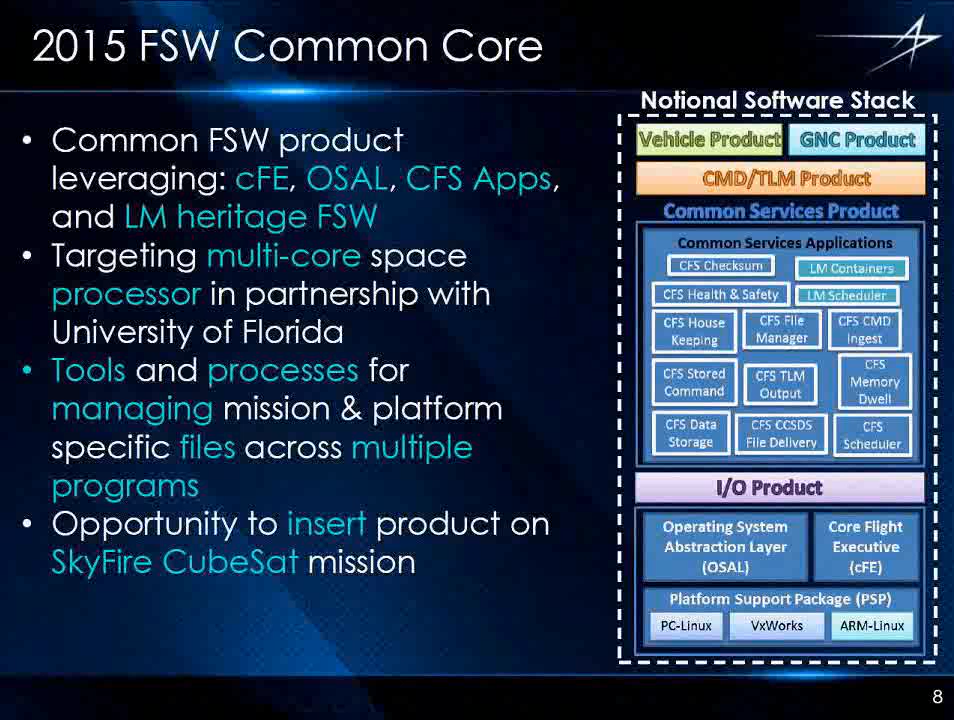 2015 FSW Common Core
• Common FSW product
leveraging: cFE, OSAL, CFS Apps,
and LM heritage FSW
• Targeting multi-core space
processor in partnership with
University of Florida
• Tools and processes for
managing mission & platform
specific files across multiple
programs
• Opportunity to insert product on
SkyFire CubeSat mission
Notional Software Stack
Vehicle Product
GNC Product
CMD/TLM Product
Common Services Product
Common Services Applications
CFS Checksum
LM Containers
CFS Health & Safety
LM Scheduler
CFS House
Keeping
CFS File
Manager
CFS CMD
Ingest
CFS Stored
Command
CFS TLM
Output
CFS
Memory
Dwell
CFS Data
Storage
CFS CCSDS
File Delivery
CFS
Scheduler
I/O Product
Operating System
Abstraction Layer
(OSAL)
Core Flight
Executive
(cFE)
Platform Support Package (PSP)
PC-Linux
VxWorks
ARM-Linux
8